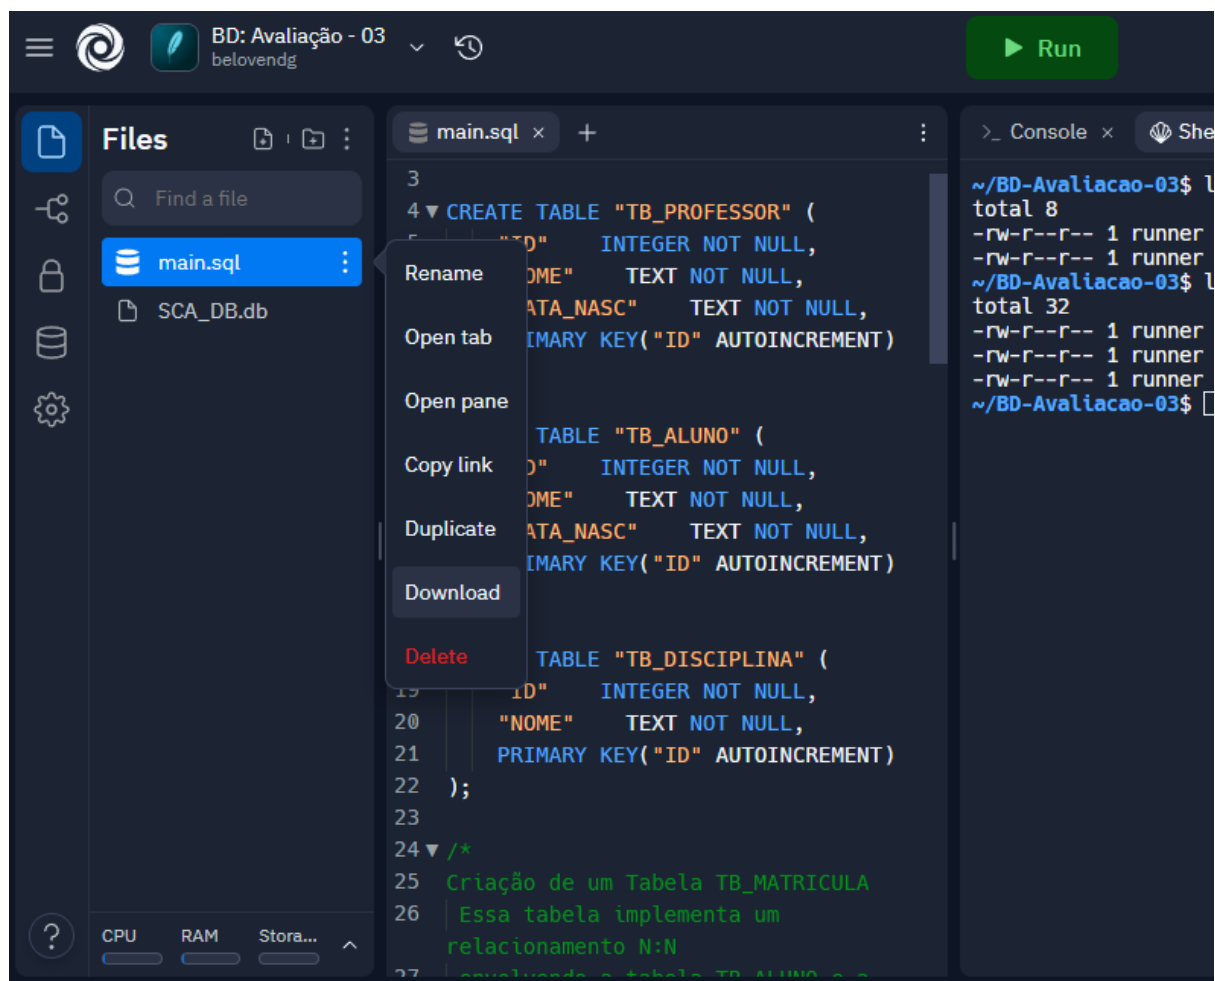 BD: Avaliação - 03
belovendg
Run
Files
Find a file
main.sql
SCA_DB.db
Rename
Open tab
Open pane
Copy link
Duplicate
Download
Delete
CPU RAM Stora...
main.sql
3
4 CREATE TABLE "TB_PROFESSOR" (
INTEGER NOT NULL,
TEXT NOT NULL,
TEXT NOT NULL,
KEY("ID" AUTOINCREMENT)
TABLE "TB_ALUNO" (
INTEGER NOT NULL,
TEXT NOT NULL,
TEXT NOT NULL,
KEY("ID" AUTOINCREMENT)
TABLE "TB_DISCIPLINA" (
19 "ID" INTEGER NOT NULL,
20 "NOME" TEXT NOT NULL,
21 PRIMARY KEY("ID" AUTOINCREMENT)
22 );
23
24 /*
25 Criação de um Tabela TB_MATRICULA
26 Essa tabela implementa um
relacionamento N:N
27 envolvendo a tabela TB_ALUNO e a
>_ Console
~/BD-Avaliacao-03$ l
total 8
-rw-r--r-- 1 runner
-rw-r--r-- 1 runner
~/BD-Avaliacao-03$ l
total 32
-rw-r--r-- 1 runner
-rw-r--r-- 1 runner
-rw-r--r-- 1 runner
~/BD-Avaliacao-03$